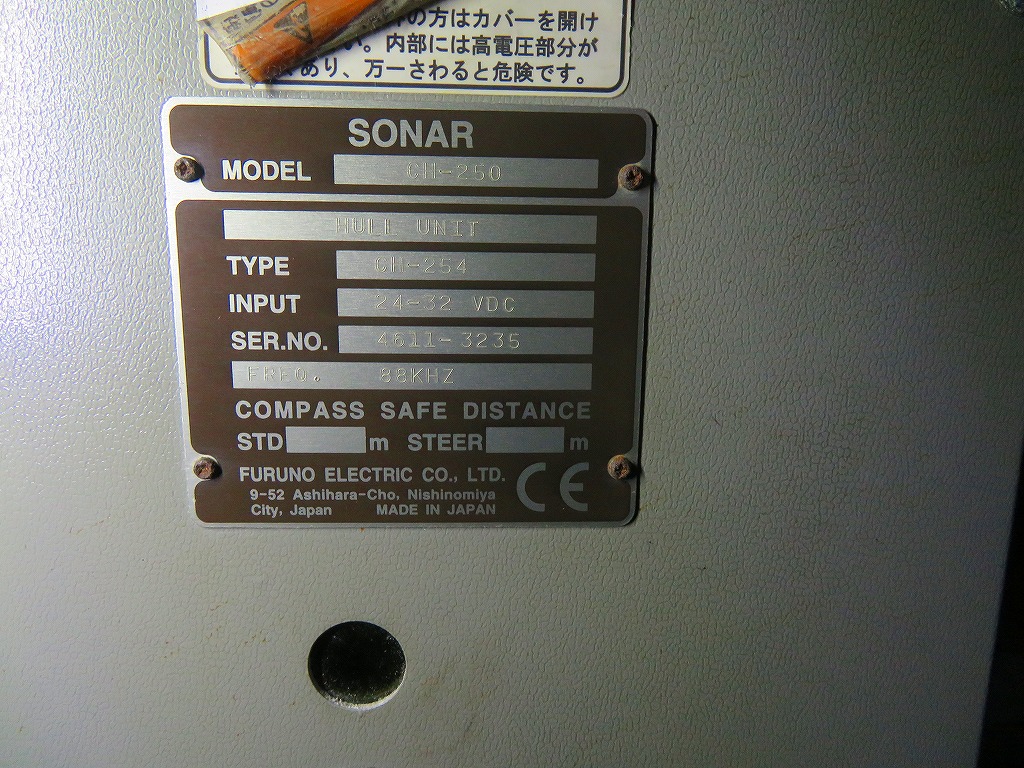 の方はカバーを開け
い。内部には高電圧部分が
あり、万一さわると危険です。
SONAR
MODEL CH-250
HULL UNIT
TYPE CH-254
INPUT 24-32 VDC
SER.NO. 4611-3235
FREQ. 88KHZ
COMPASS SAFE DISTANCE
STD m STEER m
FURUNO ELECTRIC CO., LTD.
9-52 Ashihara-Cho, Nishinomiya
City, Japan MADE IN JAPAN
CE